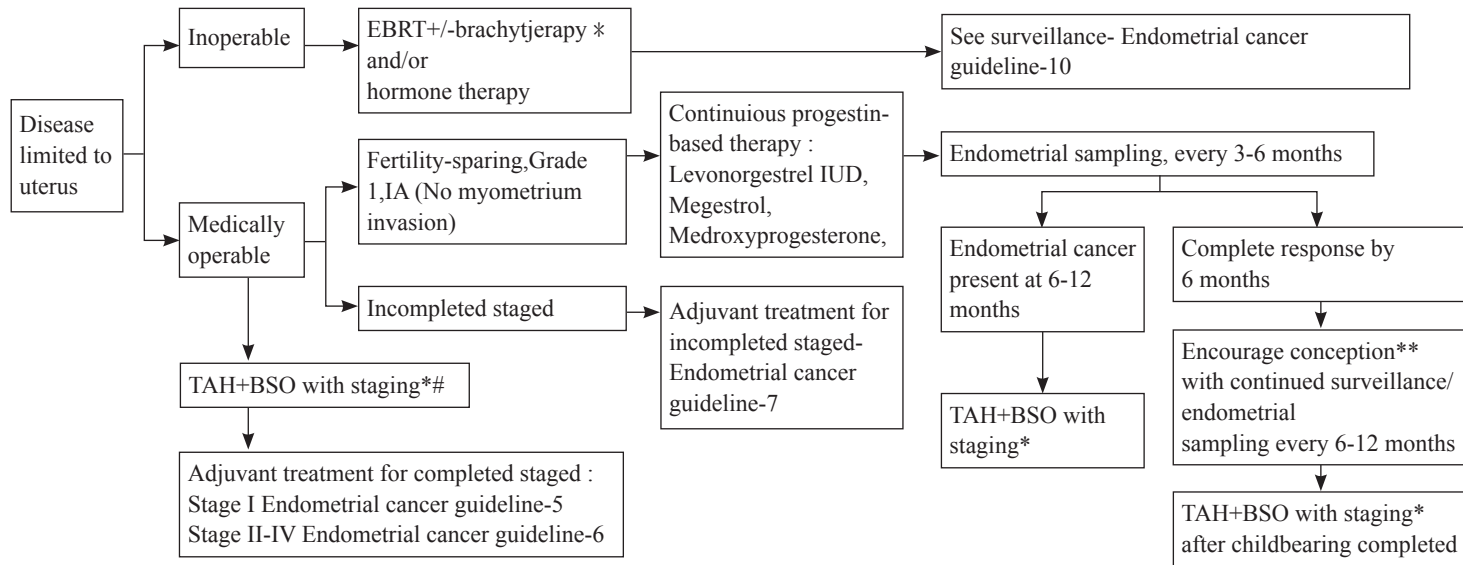 Disease
limited to
uterus
Inoperable
EBRT+/-brachytjerapy *
and/or
hormone therapy
See surveillance- Endometrial cancer
guideline-10
Medically
operable
Fertility-sparing,Grade
1,IA (No myometrium
invasion)
Continuious progestin-
based therapy :
Levonorgestrel IUD,
Megestrol,
Medroxyprogesterone,
Endometrial sampling, every 3-6 months
Endometrial cancer
present at 6-12
months
TAH+BSO with
staging*
Complete response by
6 months
Encourage conception**
with continued surveillance/
endometrial
sampling every 6-12 months
TAH+BSO with staging*
after childbearing completed
Incompleted staged
Adjuvant treatment for
incompleted staged-
Endometrial cancer
guideline-7
TAH+BSO with staging*#
Adjuvant treatment for completed staged :
Stage I Endometrial cancer guideline-5
Stage II-IV Endometrial cancer guideline-6